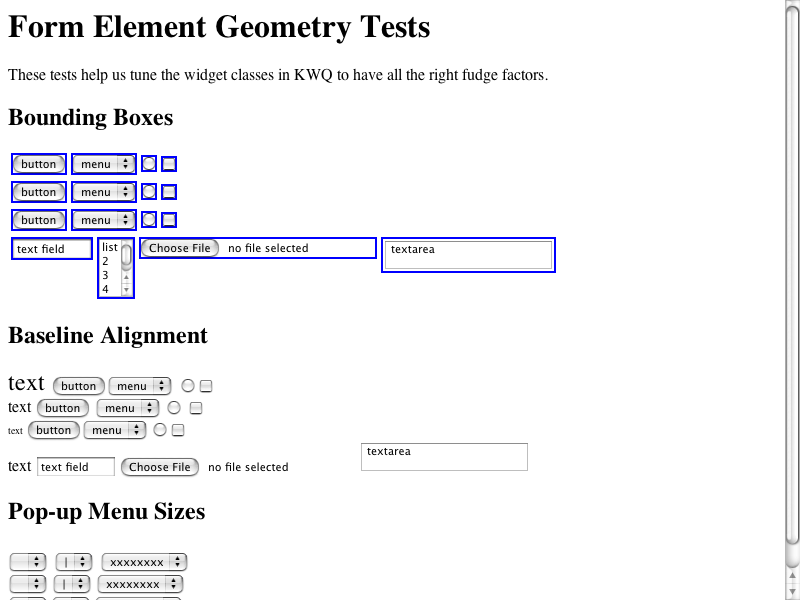 Form Element Geometry Tests
These tests help us tune the widget classes in KWQ to have all the right fudge factors.
Bounding Boxes
button menu
button menu
button menu
text field list Choose File no file selected textarea
2
3
4
Baseline Alignment
text button menu
text button menu
text button menu
text text field Choose File no file selected textarea
Pop-up Menu Sizes
| xxxxxxxx
| xxxxxxxx